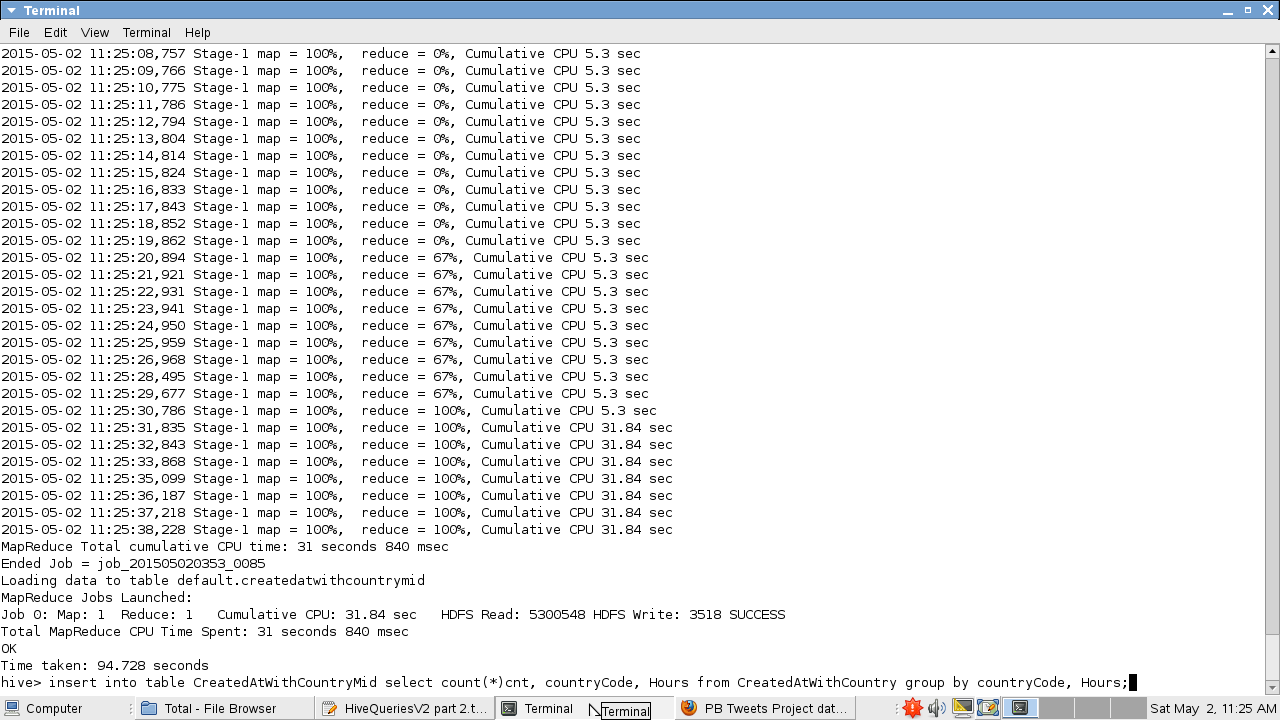 Terminal
File Edit View Terminal Help
2015-05-02 11:25:08,757 Stage-1 map = 100%,  reduce = 0%, Cumulative CPU 5.3 sec
2015-05-02 11:25:09,766 Stage-1 map = 100%,  reduce = 0%, Cumulative CPU 5.3 sec
2015-05-02 11:25:10,775 Stage-1 map = 100%,  reduce = 0%, Cumulative CPU 5.3 sec
2015-05-02 11:25:11,786 Stage-1 map = 100%,  reduce = 0%, Cumulative CPU 5.3 sec
2015-05-02 11:25:12,794 Stage-1 map = 100%,  reduce = 0%, Cumulative CPU 5.3 sec
2015-05-02 11:25:13,804 Stage-1 map = 100%,  reduce = 0%, Cumulative CPU 5.3 sec
2015-05-02 11:25:14,814 Stage-1 map = 100%,  reduce = 0%, Cumulative CPU 5.3 sec
2015-05-02 11:25:15,824 Stage-1 map = 100%,  reduce = 0%, Cumulative CPU 5.3 sec
2015-05-02 11:25:16,833 Stage-1 map = 100%,  reduce = 0%, Cumulative CPU 5.3 sec
2015-05-02 11:25:17,843 Stage-1 map = 100%,  reduce = 0%, Cumulative CPU 5.3 sec
2015-05-02 11:25:18,852 Stage-1 map = 100%,  reduce = 0%, Cumulative CPU 5.3 sec
2015-05-02 11:25:19,862 Stage-1 map = 100%,  reduce = 0%, Cumulative CPU 5.3 sec
2015-05-02 11:25:20,894 Stage-1 map = 100%,  reduce = 67%, Cumulative CPU 5.3 sec
2015-05-02 11:25:21,921 Stage-1 map = 100%,  reduce = 67%, Cumulative CPU 5.3 sec
2015-05-02 11:25:22,931 Stage-1 map = 100%,  reduce = 67%, Cumulative CPU 5.3 sec
2015-05-02 11:25:23,941 Stage-1 map = 100%,  reduce = 67%, Cumulative CPU 5.3 sec
2015-05-02 11:25:24,950 Stage-1 map = 100%,  reduce = 67%, Cumulative CPU 5.3 sec
2015-05-02 11:25:25,959 Stage-1 map = 100%,  reduce = 67%, Cumulative CPU 5.3 sec
2015-05-02 11:25:26,968 Stage-1 map = 100%,  reduce = 67%, Cumulative CPU 5.3 sec
2015-05-02 11:25:28,495 Stage-1 map = 100%,  reduce = 67%, Cumulative CPU 5.3 sec
2015-05-02 11:25:29,677 Stage-1 map = 100%,  reduce = 67%, Cumulative CPU 5.3 sec
2015-05-02 11:25:30,786 Stage-1 map = 100%,  reduce = 100%, Cumulative CPU 5.3 sec
2015-05-02 11:25:31,835 Stage-1 map = 100%,  reduce = 100%, Cumulative CPU 31.84 sec
2015-05-02 11:25:32,843 Stage-1 map = 100%,  reduce = 100%, Cumulative CPU 31.84 sec
2015-05-02 11:25:33,868 Stage-1 map = 100%,  reduce = 100%, Cumulative CPU 31.84 sec
2015-05-02 11:25:35,099 Stage-1 map = 100%,  reduce = 100%, Cumulative CPU 31.84 sec
2015-05-02 11:25:36,187 Stage-1 map = 100%,  reduce = 100%, Cumulative CPU 31.84 sec
2015-05-02 11:25:37,218 Stage-1 map = 100%,  reduce = 100%, Cumulative CPU 31.84 sec
2015-05-02 11:25:38,228 Stage-1 map = 100%,  reduce = 100%, Cumulative CPU 31.84 sec
MapReduce Total cumulative CPU time: 31 seconds 840 msec
Ended Job = job_201505020353_0085
Loading data to table default.createdatwithcountrymid
MapReduce Jobs Launched:
Job 0: Map: 1  Reduce: 1   Cumulative CPU: 31.84 sec   HDFS Read: 5300548 HDFS Write: 3518 SUCCESS
Total MapReduce CPU Time Spent: 31 seconds 840 msec
OK
Time taken: 94.728 seconds
hive> insert into table CreatedAtWithCountryMid select count(*)cnt, countryCode, Hours from CreatedAtWithCountry group by countryCode, Hours;
Computer Total - File Browser HiveQueriesV2 part 2.t... Terminal Terminal PB Tweets Project dat... Sat May 2, 11:25 AM